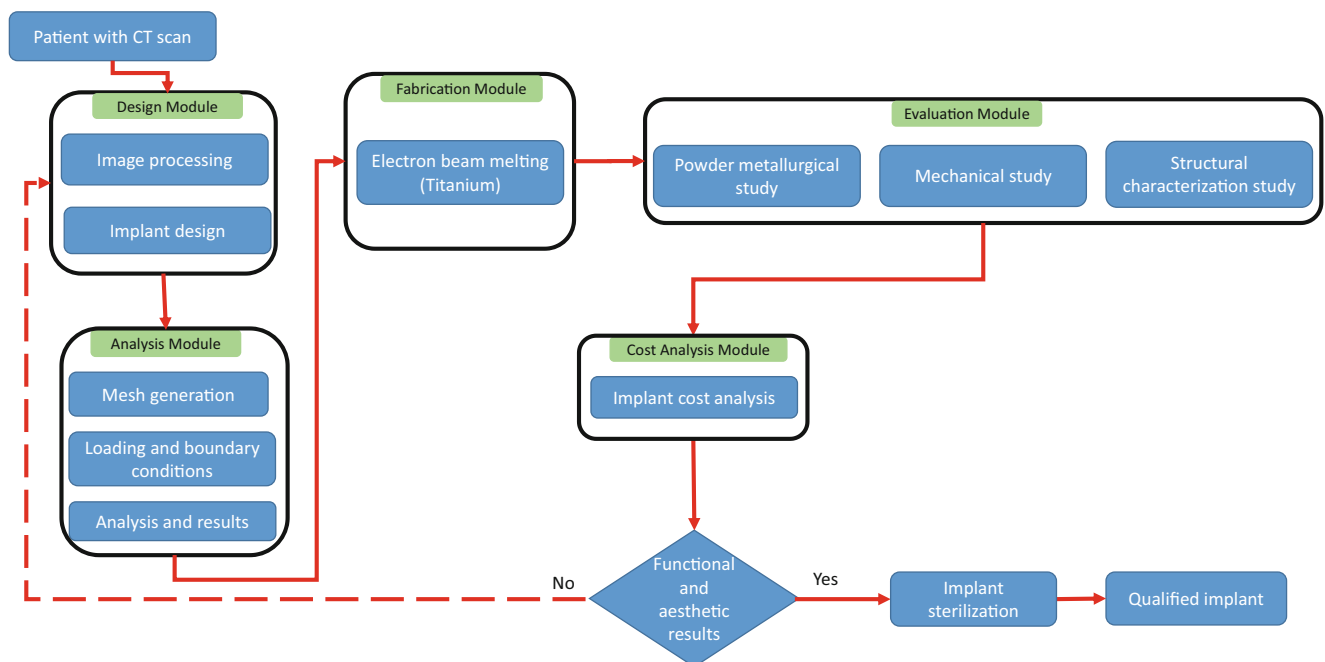 Patient with CT scan
Design Module
Image processing
Implant design
Analysis Module
Mesh generation
Loading and boundary
conditions
Analysis and results
Fabrication Module
Electron beam melting
(Titanium)
Evaluation Module
Powder metallurgical
study
Mechanical study
Structural
characterization study
Cost Analysis Module
Implant cost analysis
Functional
and
aesthetic
results
No
Yes
Implant
sterilization
Qualified implant